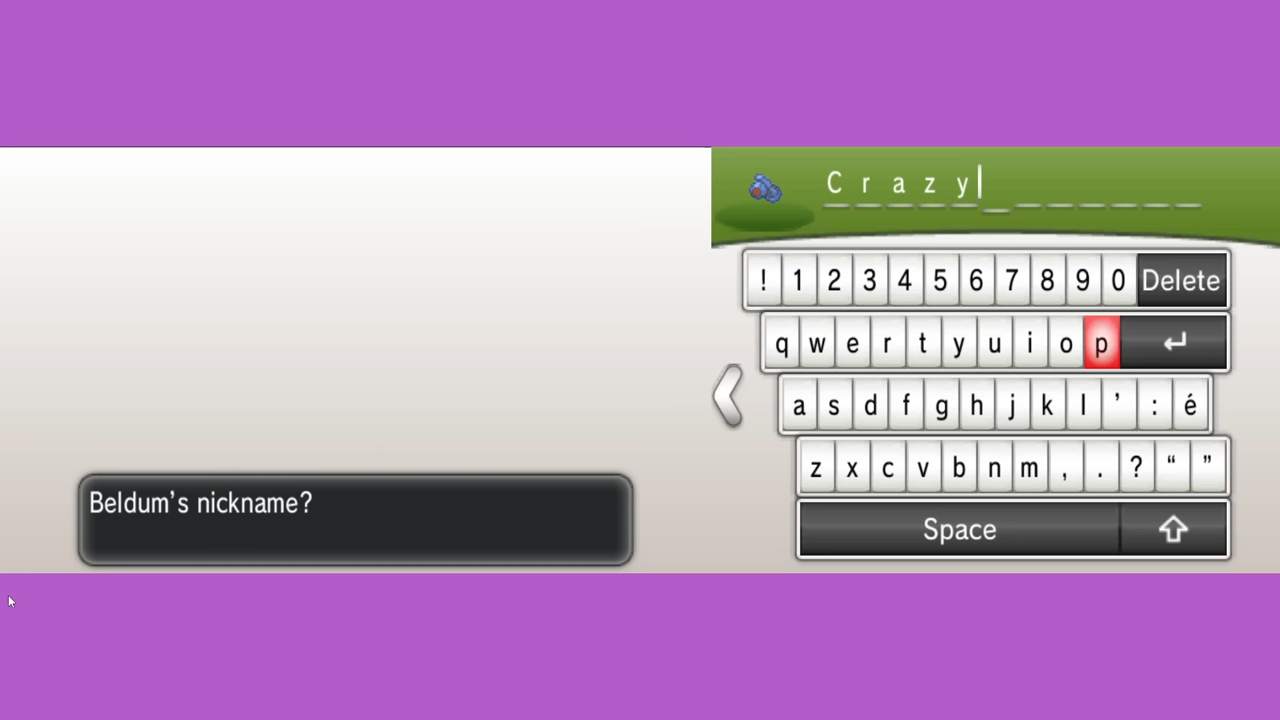 Crazy
! 1 2 3 4 5 6 7 8 9 0 Delete
q w e r t y u i o p
a s d f g h j k l ’ : é
z x c v b n m , . ? “ ”
Space
Beldum’s nickname?